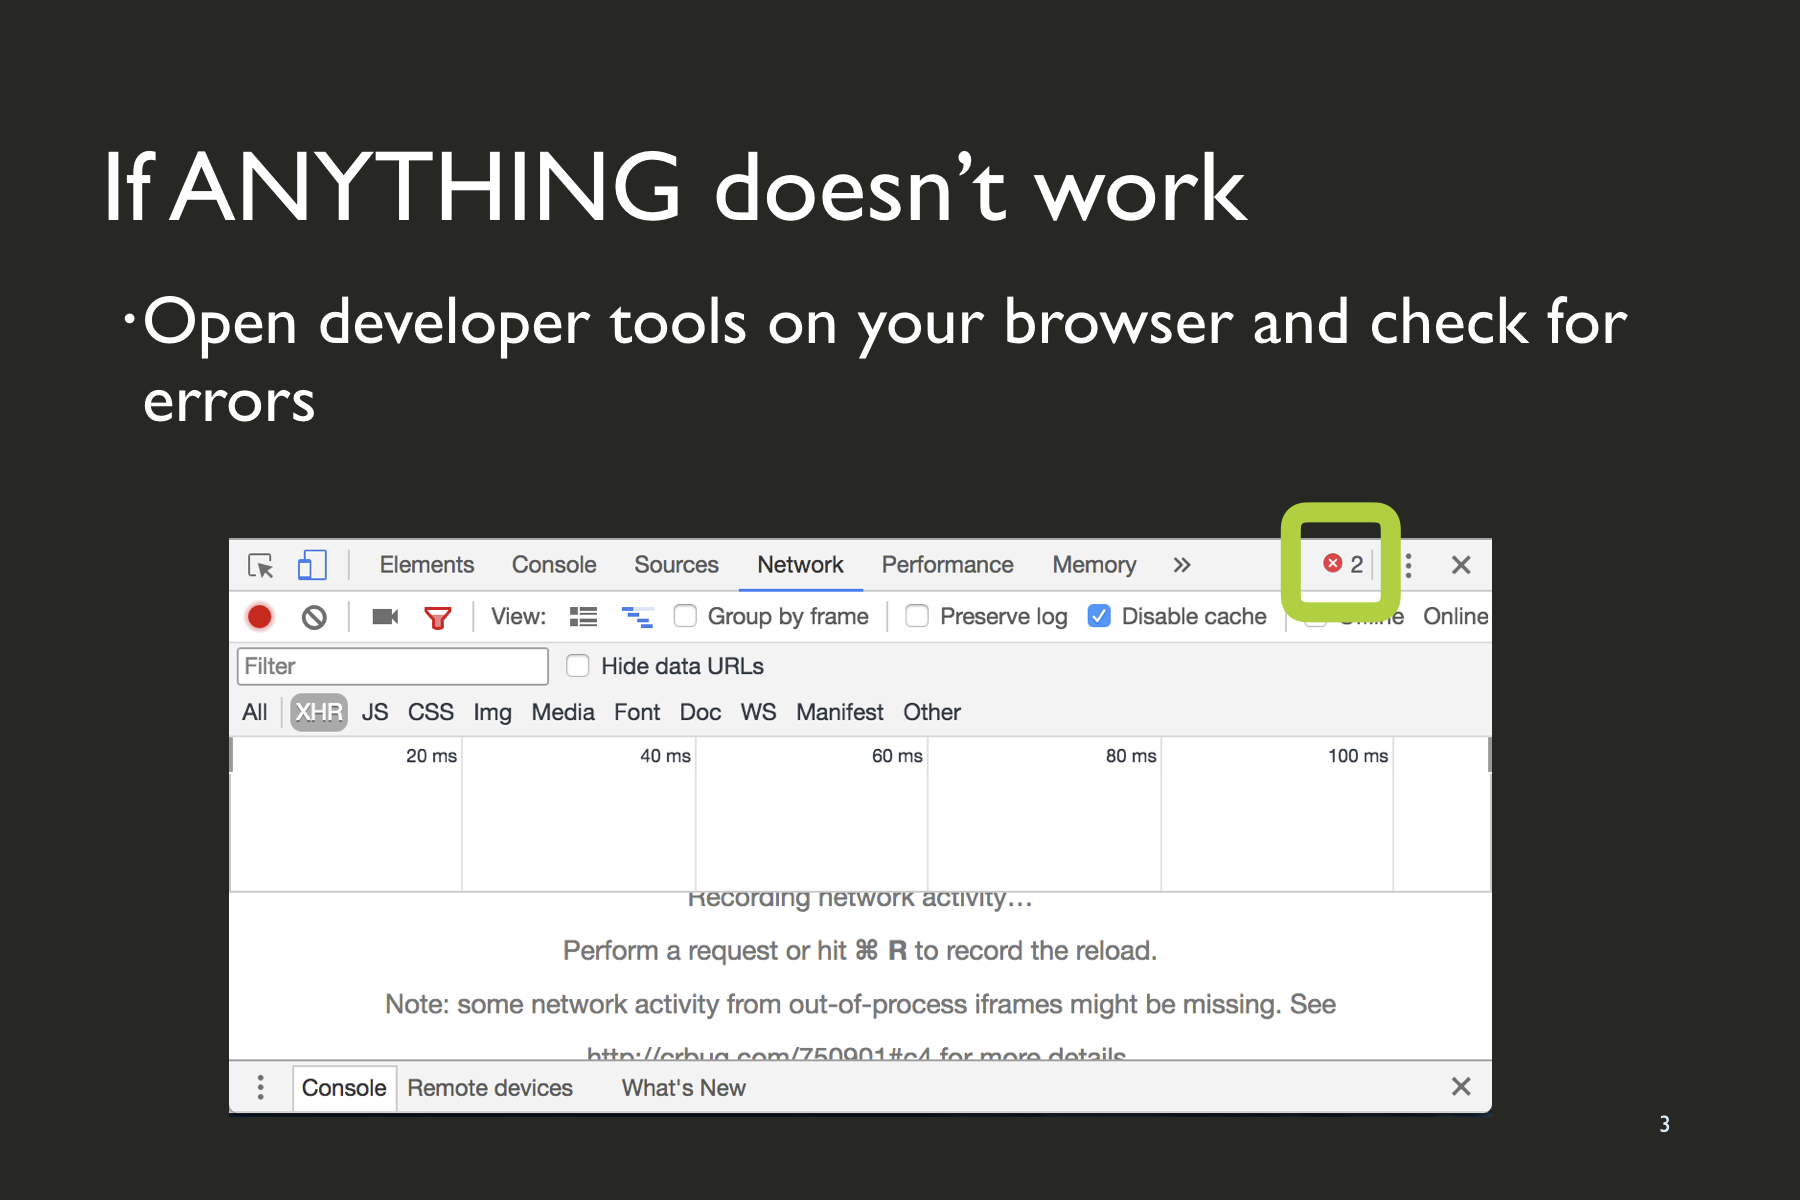 If ANYTHING doesn’t work
·Open developer tools on your browser and check for
errors
Elements Console Sources Network Performance Memory » 2
View: Group by frame Preserve log Disable cache Offline Online
Filter Hide data URLs
All XHR JS CSS Img Media Font Doc WS Manifest Other
20 ms 40 ms 60 ms 80 ms 100 ms
Recording network activity…
Perform a request or hit ⌘ R to record the reload.
Note: some network activity from out-of-process iframes might be missing. See
http://crbug.com/750901#c4 for more details.
Console Remote devices What's New
3